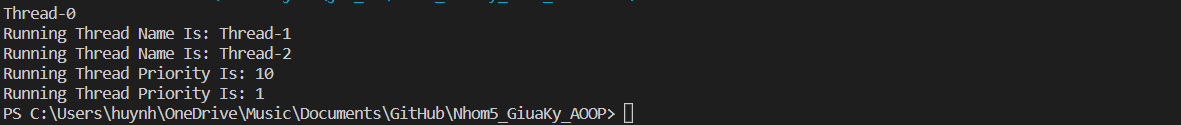 Thread-0
Running Thread Name Is: Thread-1
Running Thread Name Is: Thread-2
Running Thread Priority Is: 10
Running Thread Priority Is: 1
PS C:\Users\huynh\OneDrive\Music\Documents\GitHub\Nhom5_GiuaKy_AOOP>